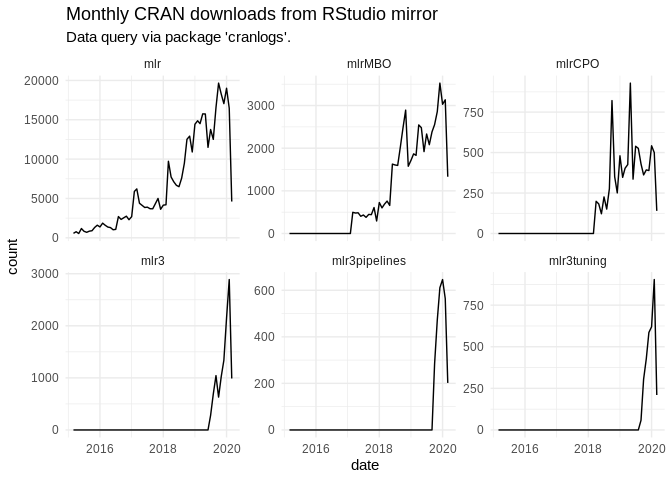 Monthly CRAN downloads from RStudio mirror
Data query via package 'cranlogs'.
mlr
mlrMBO
mlrCPO
20000
15000
10000
5000
0
3000
2000
1000
0
750
500
250
0
count
mlr3
mlr3pipelines
mlr3tuning
3000
2000
1000
0
600
400
200
0
750
500
250
0
2016 2018 2020
2016 2018 2020
2016 2018 2020
date